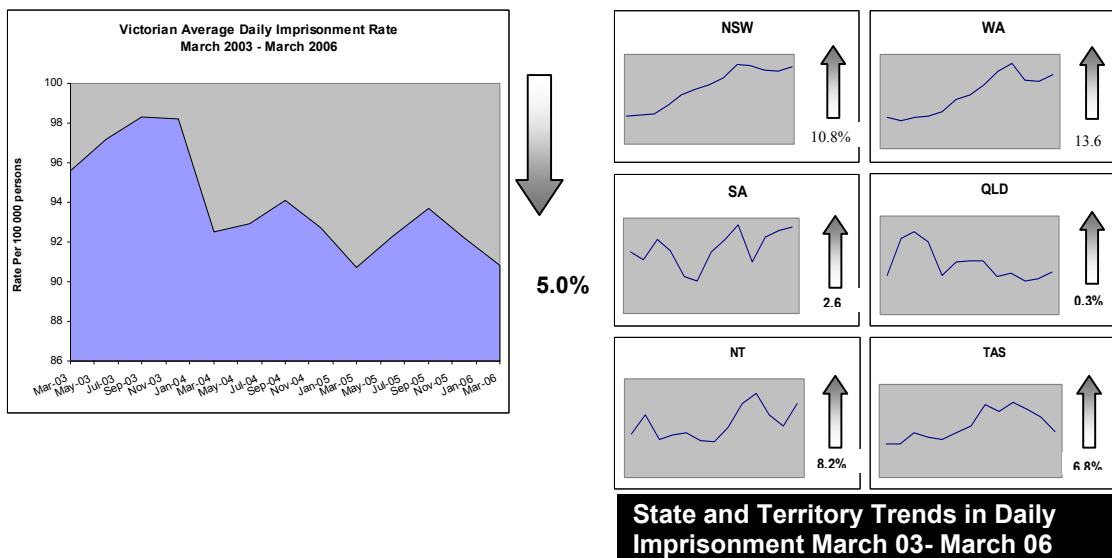 Victorian Average Daily Imprisonment Rate
March 2003 - March 2006
Rate Per 100 000 persons
100
98
96
94
92
90
88
86
Mar-03
May-03
Jul-03
Sep-03
Nov-03
Jan-04
Mar-04
May-04
Jul-04
Sep-04
Nov-04
Jan-05
Mar-05
May-05
Jul-05
Sep-05
Nov-05
Jan-06
Mar-06
5.0%
NSW
10.8%
WA
13.6
SA
2.6
QLD
0.3%
NT
8.2%
TAS
6.8%
State and Territory Trends in Daily
Imprisonment March 03- March 06